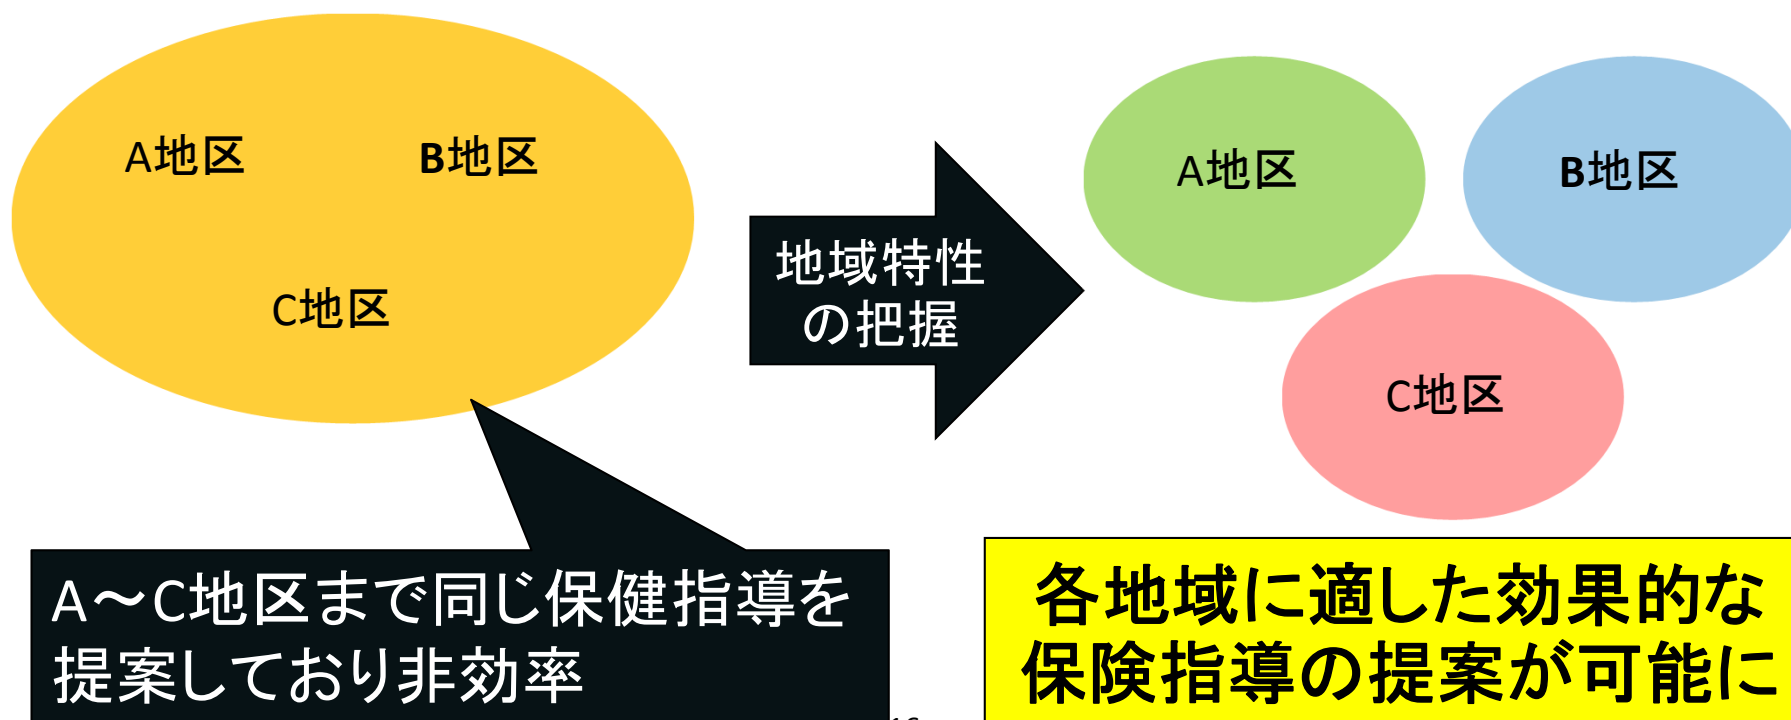 A地区
B地区
C地区
地域特性
の把握
A地区
B地区
C地区
A～C地区まで同じ保健指導を
提案しており非効率
各地域に適した効果的な
保険指導の提案が可能に